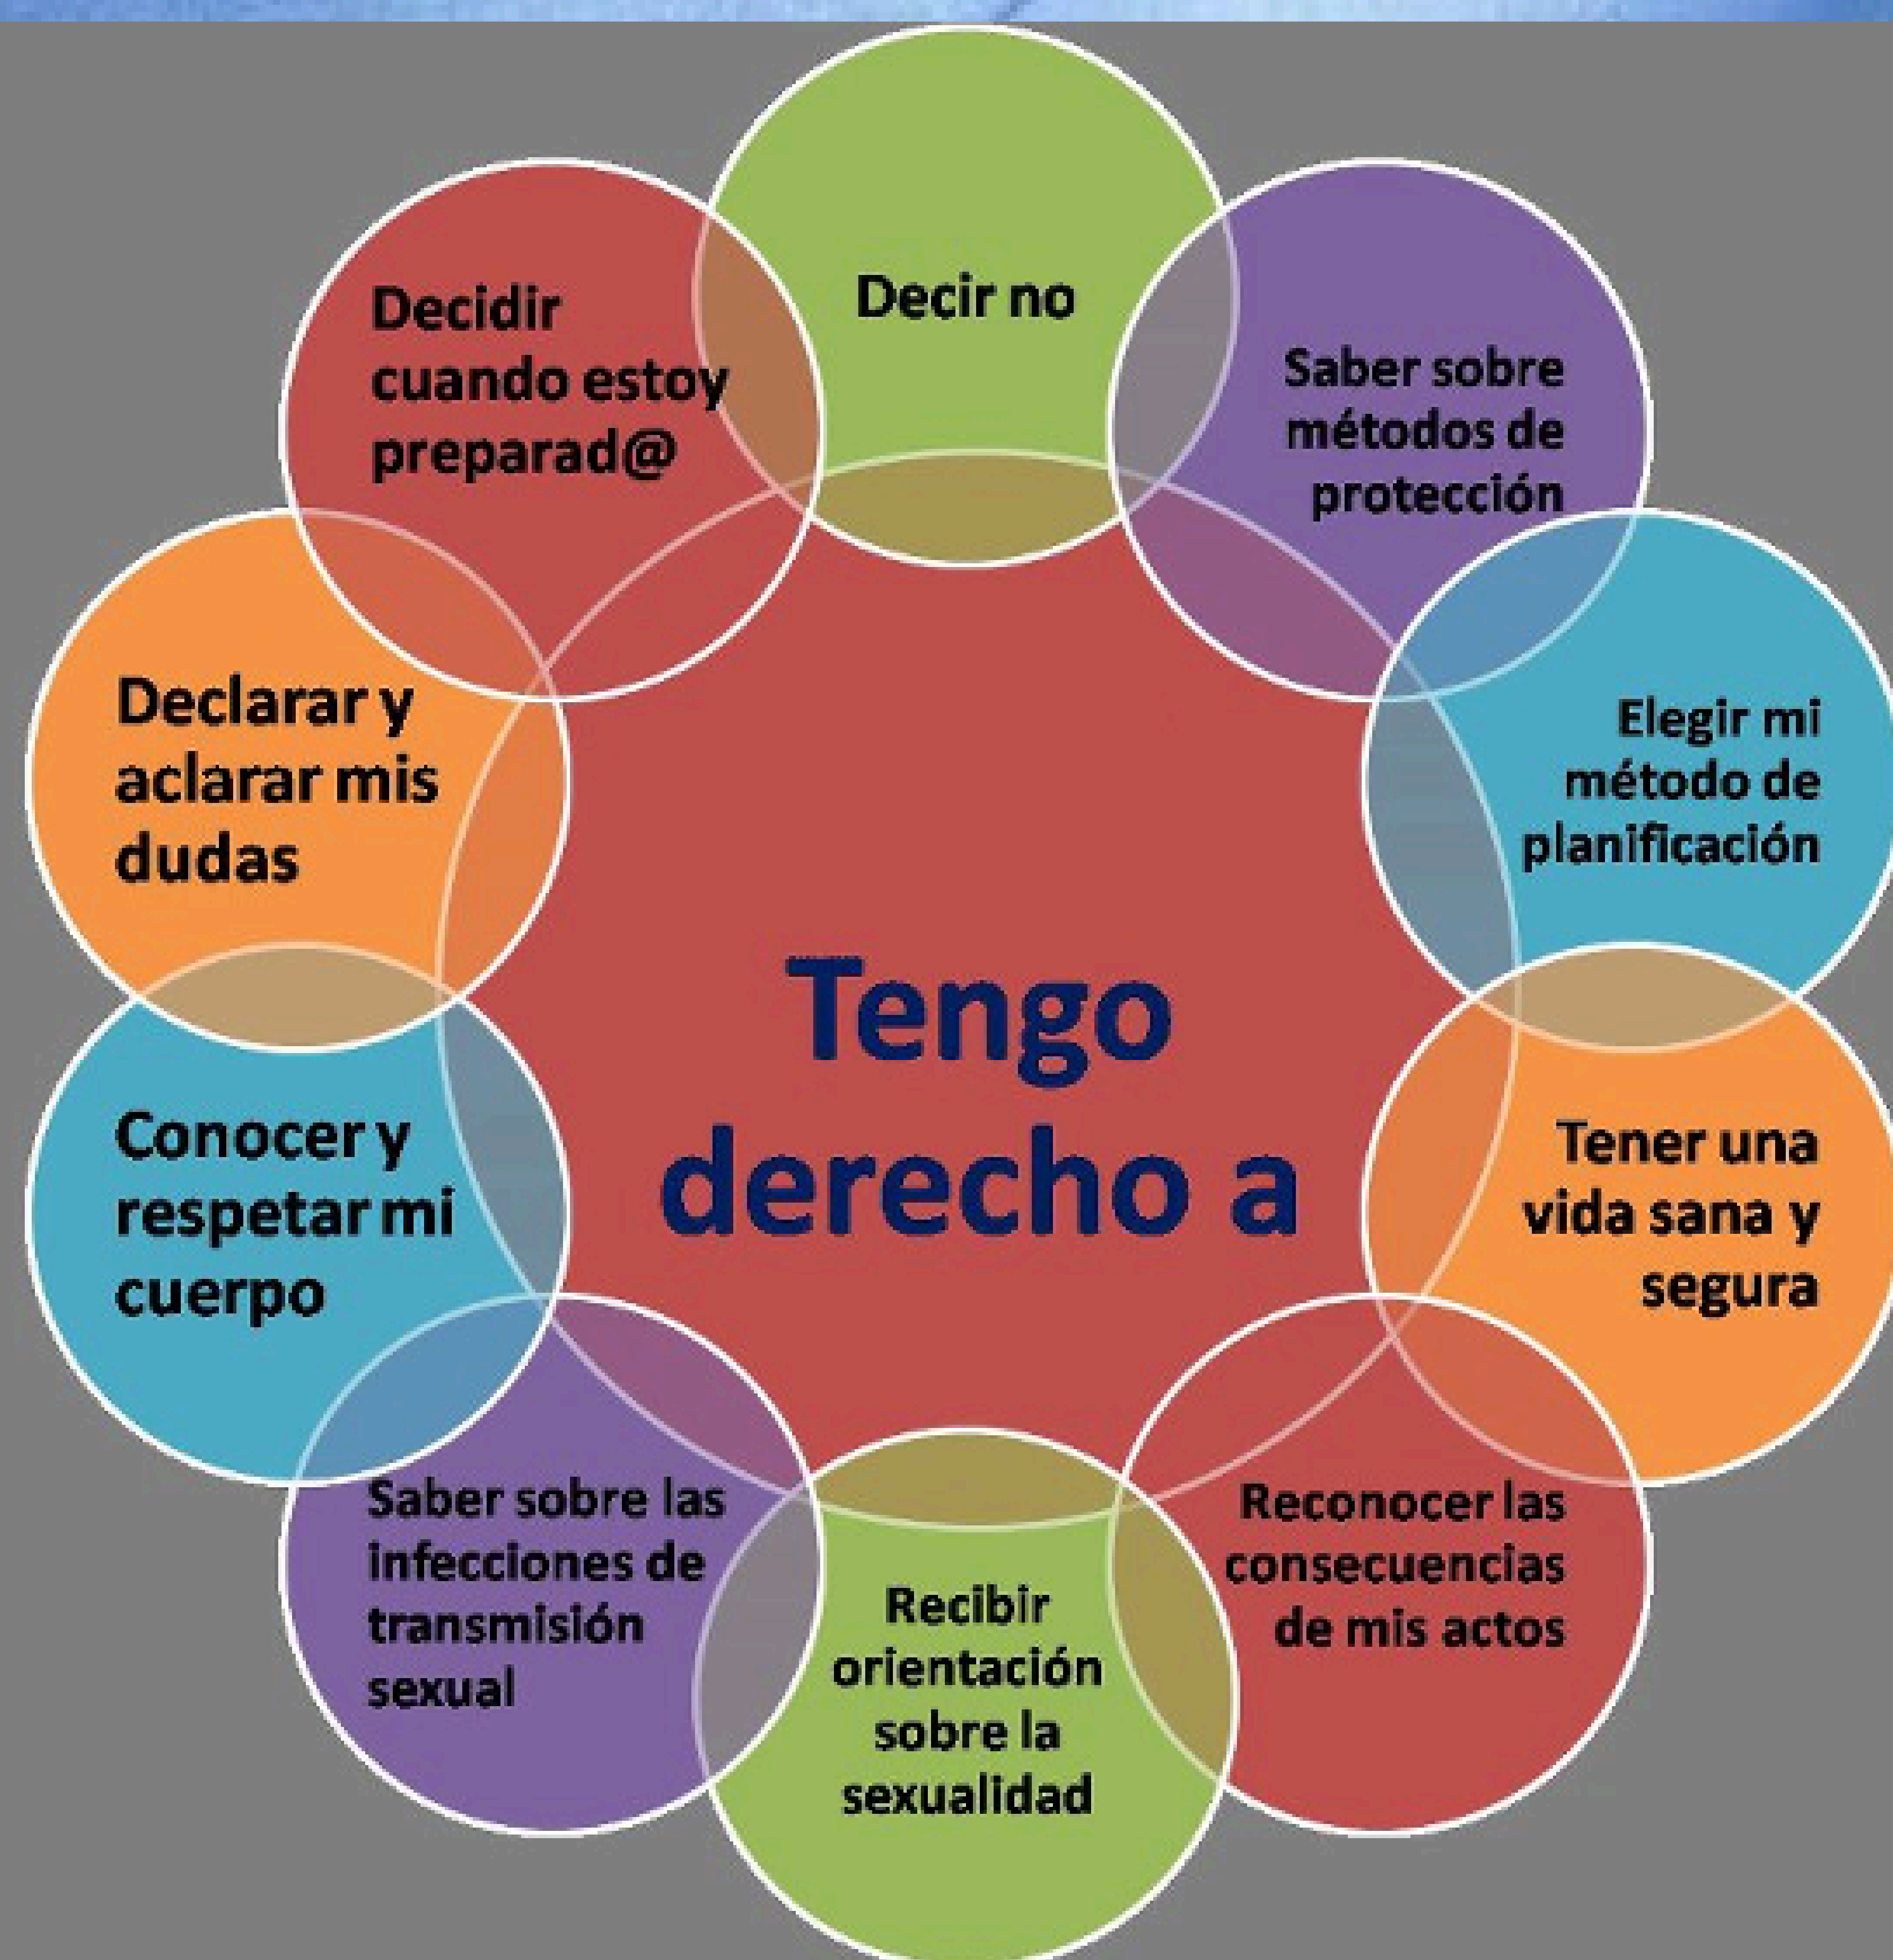 Decir no
Saber sobre
métodos de
protección
Elegir mi
método de
planificación
Tener una
vida sana y
segura
Reconocer las
consecuencias
de mis actos
Recibir
orientación
sobre la
sexualidad
Saber sobre las
infecciones de
transmisión
sexual
Conocer y
respetar mi
cuerpo
Declarar y
aclarar mis
dudas
Decidir
cuando estoy
preparad@
Tengo
derecho a